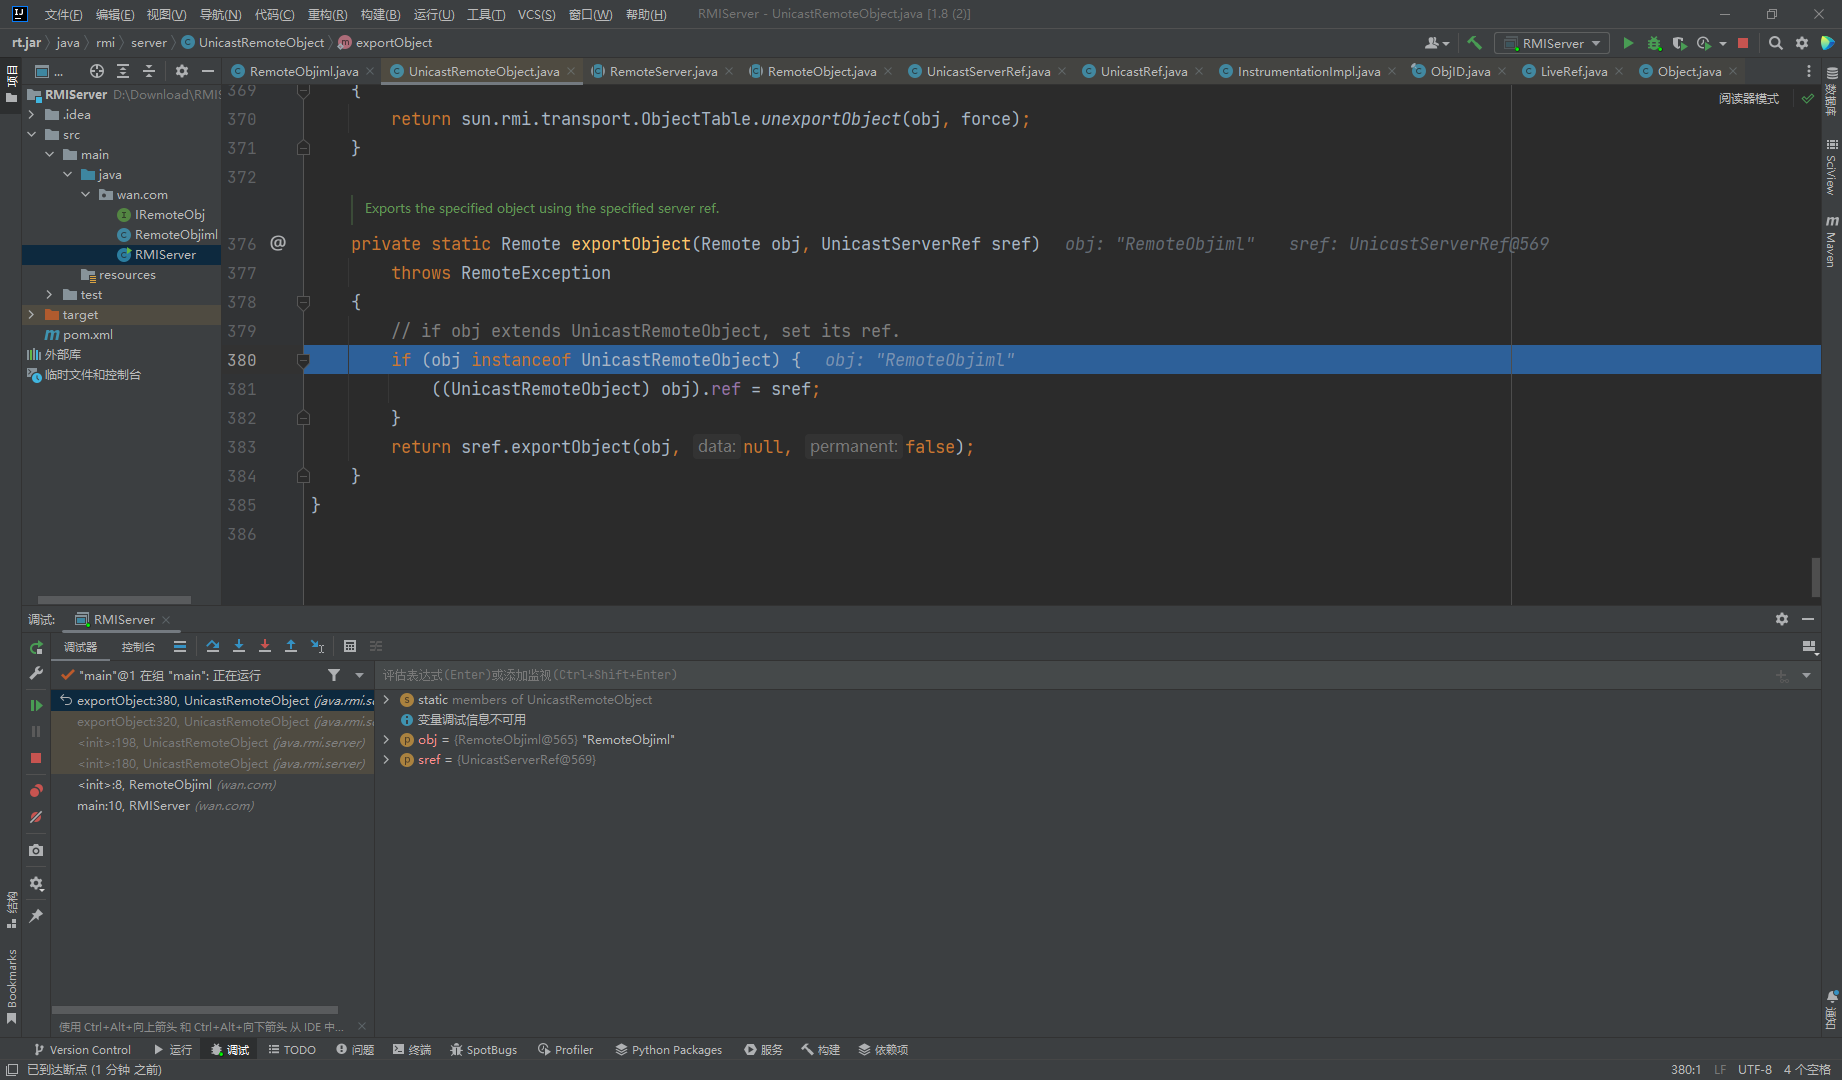 文件(F) 编辑(E) 视图(V) 导航(N) 代码(C) 重构(R) 构建(B) 运行(U) 工具(T) VCS(S) 窗口(W) 帮助(H) RMIServer - UnicastRemoteObject.java [1.8 (2)]
rt.jar java rmi server UnicastRemoteObject exportObject RMIServer
项目
... RemoteObjiml.java UnicastRemoteObject.java RemoteServer.java RemoteObject.java UnicastServerRef.java UnicastRef.java InstrumentationImpl.java ObjID.java LiveRef.java Object.java
RMIServer D:\Download\RMIS
.idea
src
main
java
wan.com
IRemoteObj
RemoteObjiml
RMIServer
resources
test
target
pom.xml
外部库
临时文件和控制台
阅读器模式
369 {
370 return sun.rmi.transport.ObjectTable.unexportObject(obj, force);
371 }
372
Exports the specified object using the specified server ref.
376 @ private static Remote exportObject(Remote obj, UnicastServerRef sref) obj: "RemoteObjiml" sref: UnicastServerRef@569
377 throws RemoteException
378 {
379 // if obj extends UnicastRemoteObject, set its ref.
380 if (obj instanceof UnicastRemoteObject) { obj: "RemoteObjiml"
381 ((UnicastRemoteObject) obj).ref = sref;
382 }
383 return sref.exportObject(obj, data: null, permanent: false);
384 }
385 }
386
数据库
SciView
Maven
通知
调试: RMIServer
调试器 控制台
"main"@1 在组 "main": 正在运行
评估表达式(Enter)或添加监视(Ctrl+Shift+Enter)
exportObject:380, UnicastRemoteObject (java.rmi.se
exportObject:320, UnicastRemoteObject (java.rmi.se
<init>:198, UnicastRemoteObject (java.rmi.server)
<init>:180, UnicastRemoteObject (java.rmi.server)
<init>:8, RemoteObjiml (wan.com)
main:10, RMIServer (wan.com)
static members of UnicastRemoteObject
变量调试信息不可用
obj = {RemoteObjiml@565} "RemoteObjiml"
sref = {UnicastServerRef@569}
结构
Bookmarks
使用 Ctrl+Alt+向上箭头 和 Ctrl+Alt+向下箭头 从 IDE 中...
Version Control 运行 调试 TODO 问题 终端 SpotBugs Profiler Python Packages 服务 构建 依赖项
已到达断点 (1 分钟 之前) 380:1 LF UTF-8 4 个空格